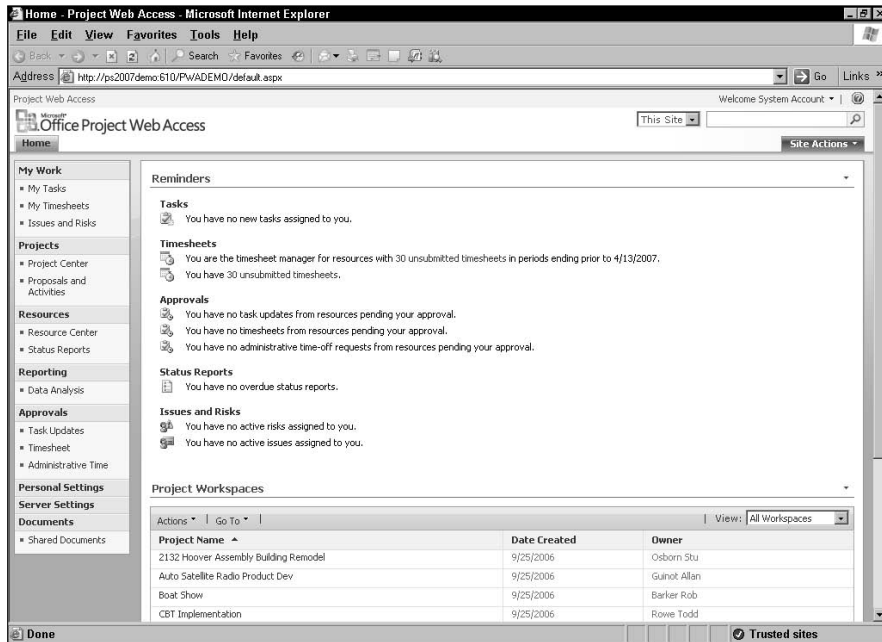 Home - Project Web Access - Microsoft Internet Explorer
File Edit View Favorites Tools Help
Back Search Favorites
Address http://ps2007demo:610/PWADEMO/default.aspx Go Links »
Project Web Access Welcome System Account
Microsoft
Office Project Web Access This Site
Home Site Actions
My Work
My Tasks
My Timesheets
Issues and Risks
Projects
Project Center
Proposals and
Activities
Resources
Resource Center
Status Reports
Reporting
Data Analysis
Approvals
Task Updates
Timesheet
Administrative Time
Personal Settings
Server Settings
Documents
Shared Documents
Reminders
Tasks
You have no new tasks assigned to you.
Timesheets
You are the timesheet manager for resources with 30 unsubmitted timesheets in periods ending prior to 4/13/2007.
You have 30 unsubmitted timesheets.
Approvals
You have no task updates from resources pending your approval.
You have no timesheets from resources pending your approval.
You have no administrative time-off requests from resources pending your approval.
Status Reports
You have no overdue status reports.
Issues and Risks
You have no active risks assigned to you.
You have no active issues assigned to you.
Project Workspaces
Actions | Go To | | View: All Workspaces
Project Name Date Created Owner
2132 Hoover Assembly Building Remodel 9/25/2006 Osborn Stu
Auto Satellite Radio Product Dev 9/25/2006 Guinot Allan
Boat Show 9/25/2006 Barker Rob
CBT Implementation 9/25/2006 Rowe Todd
Done Trusted sites